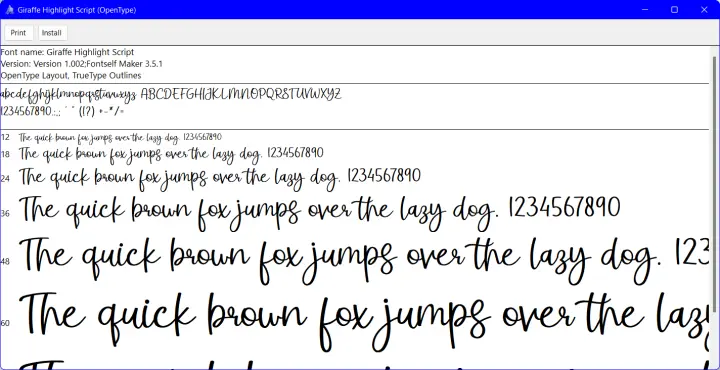 Giraffe Highlight Script (OpenType)
Print Install
Font name: Giraffe Highlight Script
Version: Version 1.002;Fontself Maker 3.5.1
OpenType Layout, TrueType Outlines
abcdefghijklmnopqrstuvwxyz ABCDEFGHIJKLMNOPQRSTUVWXYZ
1234567890.:,; ' " (!?) +-*/=
12 The quick brown fox jumps over the lazy dog. 1234567890
18 The quick brown fox jumps over the lazy dog. 1234567890
24 The quick brown fox jumps over the lazy dog. 1234567890
36 The quick brown fox jumps over the lazy dog. 1234567890
48 The quick brown fox jumps over the lazy dog. 123
60 The quick brown fox jumps over the lazy